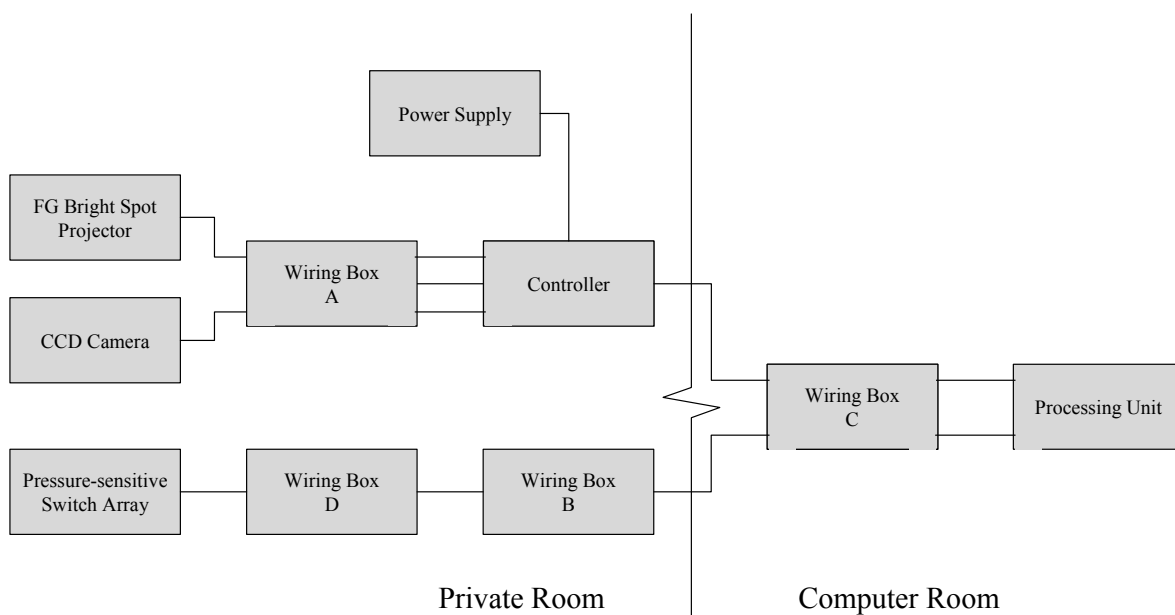 Power Supply
FG Bright Spot
Projector
Wiring Box
A
Controller
CCD Camera
Wiring Box
C
Processing Unit
Pressure-sensitive
Switch Array
Wiring Box
D
Wiring Box
B
Private Room
Computer Room